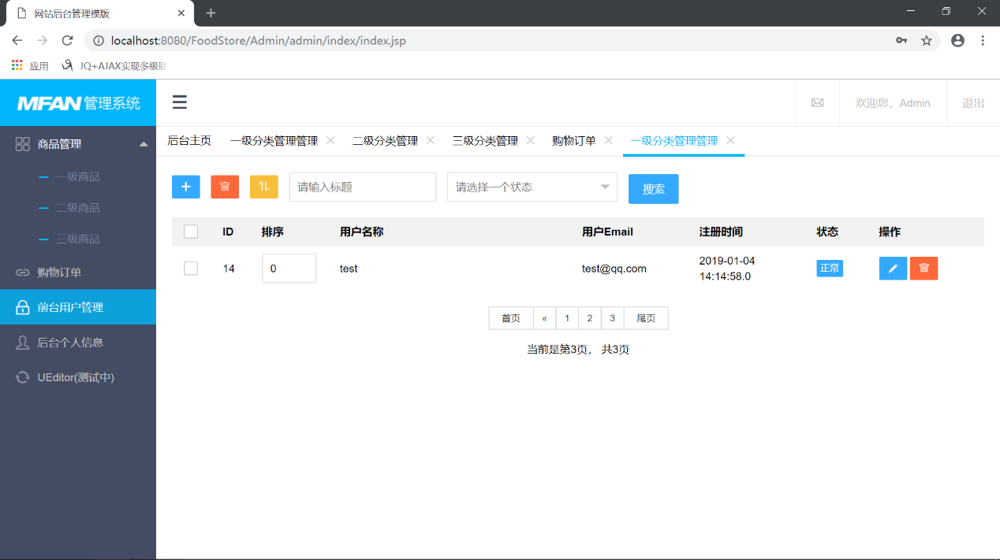 网站后台管理模版
localhost:8080/FoodStore/Admin/admin/index/index.jsp
应用 JQ+AJAX实现多级联
MFAN管理系统
欢迎您，Admin 退出
商品管理
一级商品
二级商品
三级商品
购物订单
前台用户管理
后台个人信息
UEditor(测试中)
后台主页 一级分类管理管理 二级分类管理 三级分类管理 购物订单 一级分类管理管理
请输入标题 请选择一个状态 搜索
ID 排序 用户名称 用户Email 注册时间 状态 操作
14 0 test test@qq.com 2019-01-04 正常
14:14:58.0
首页 « 1 2 3 尾页
当前是第3页， 共3页